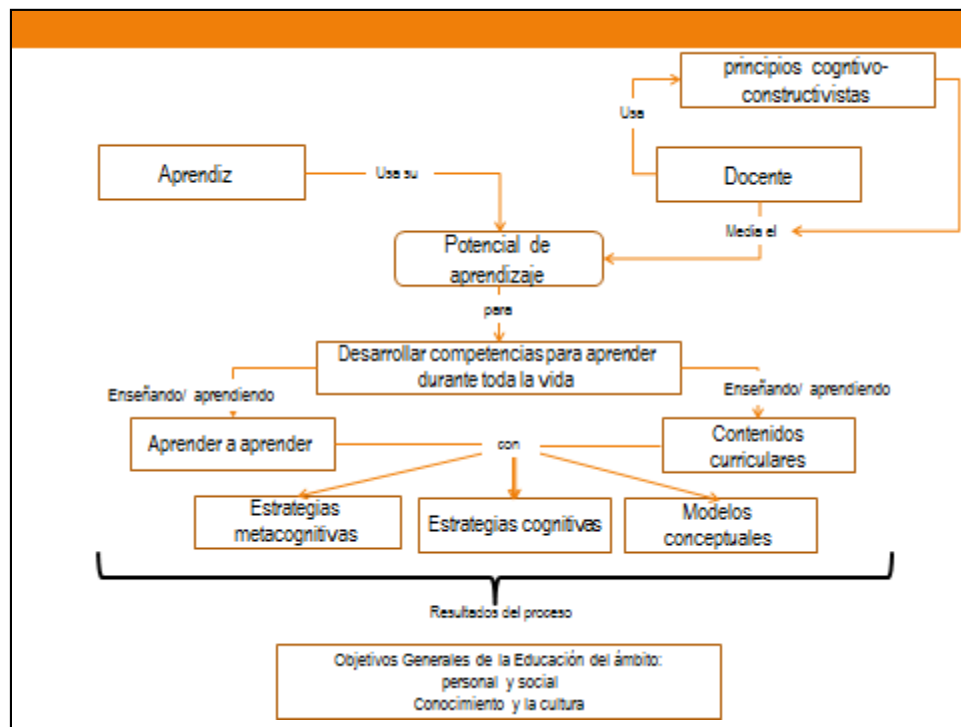 principios cogntivo-
constructivistas
Usa
Aprendiz
Usa su
Docente
Media el
Potencial de
aprendizaje
para
Desarrollar competencias para aprender
durante toda la vida
Enseñando/ aprendiendo
Enseñando/ aprendiendo
Aprender a aprender
con
Contenidos
curriculares
Estrategias
metacognitivas
Estrategias cognitivas
Modelos
conceptuales
Resultados del proceso
Objetivos Generales de la Educación del ámbito:
personal y social
Conocimiento y la cultura